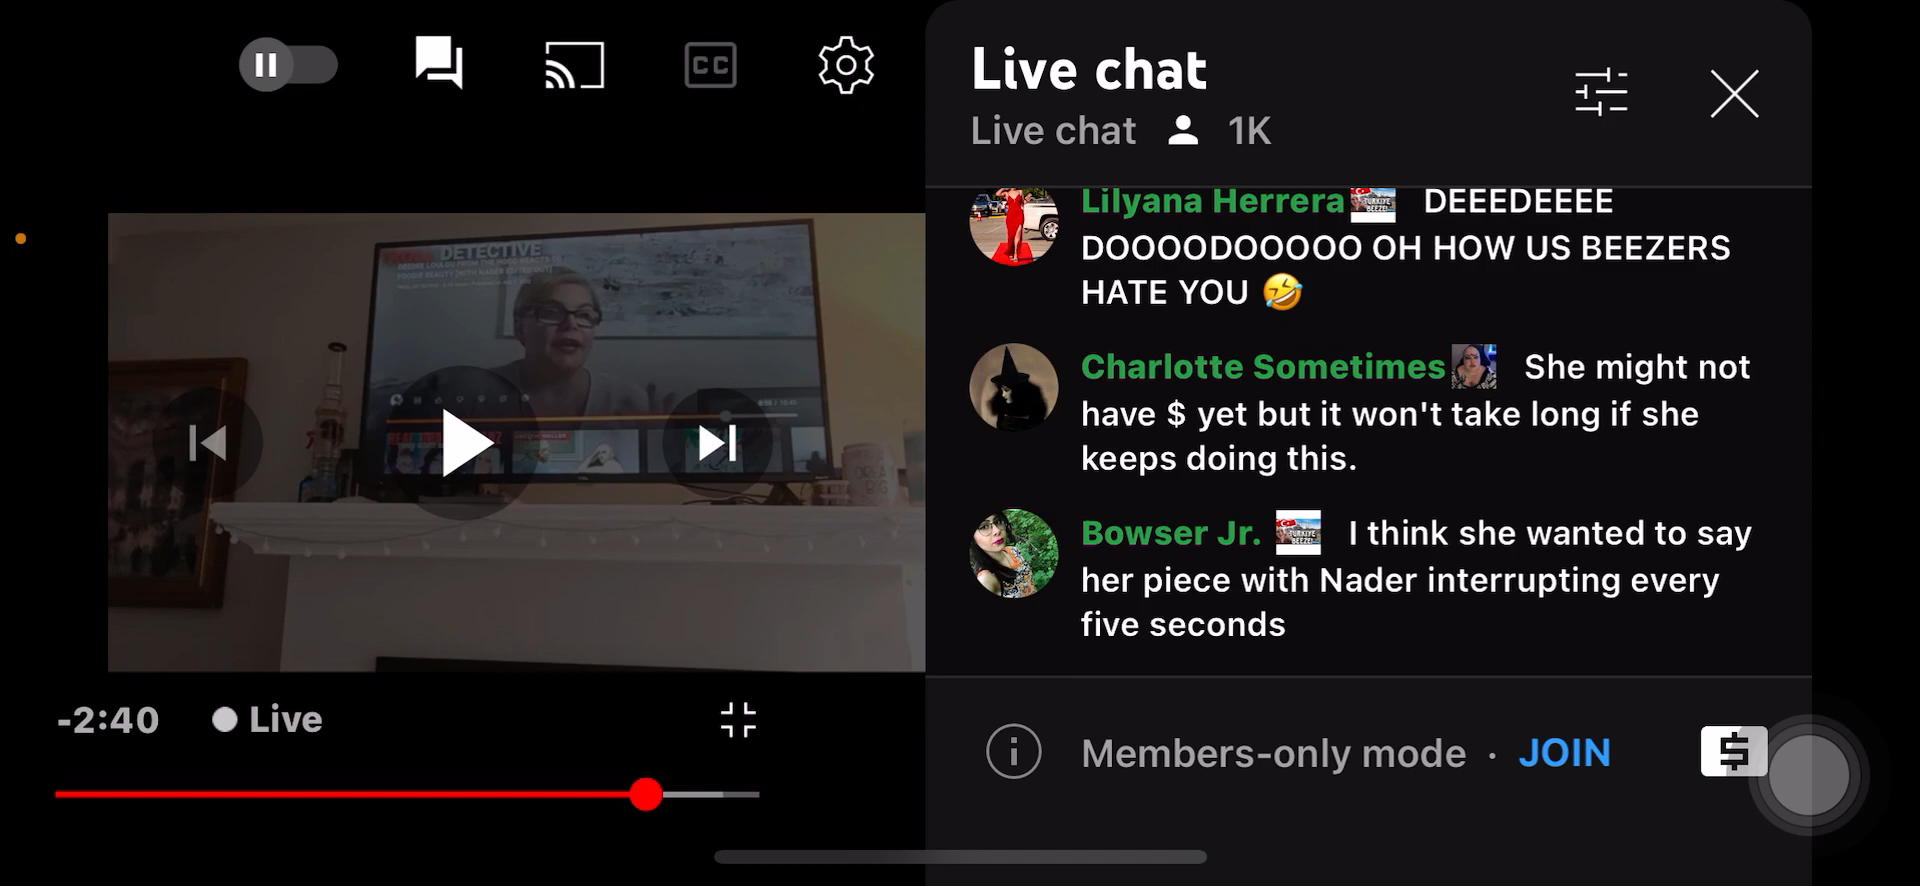 CC
Live chat
Live chat 1K
Lilyana Herrera DEEEDEEEE
DOOOODOOOOO OH HOW US BEEZERS
HATE YOU 🤣
Charlotte Sometimes She might not
have $ yet but it won't take long if she
keeps doing this.
Bowser Jr. I think she wanted to say
her piece with Nader interrupting every
five seconds
Members-only mode · JOIN
$
DETECTIVE
-2:40 Live